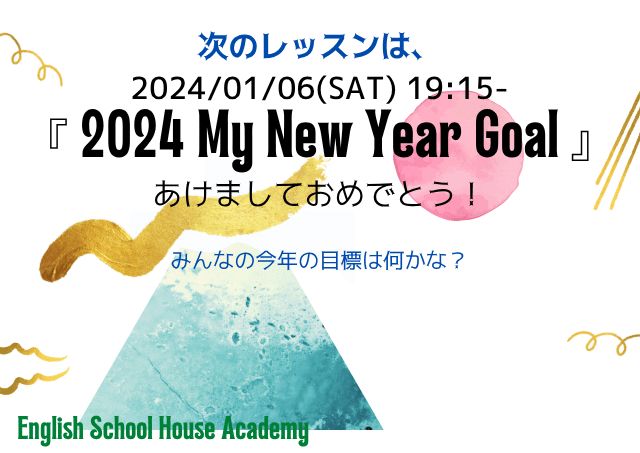 次のレッスンは、
2024/01/06(SAT) 19:15-
『 2024 My New Year Goal 』
あけましておめでとう！
みんなの今年の目標は何かな？
English School House Academy